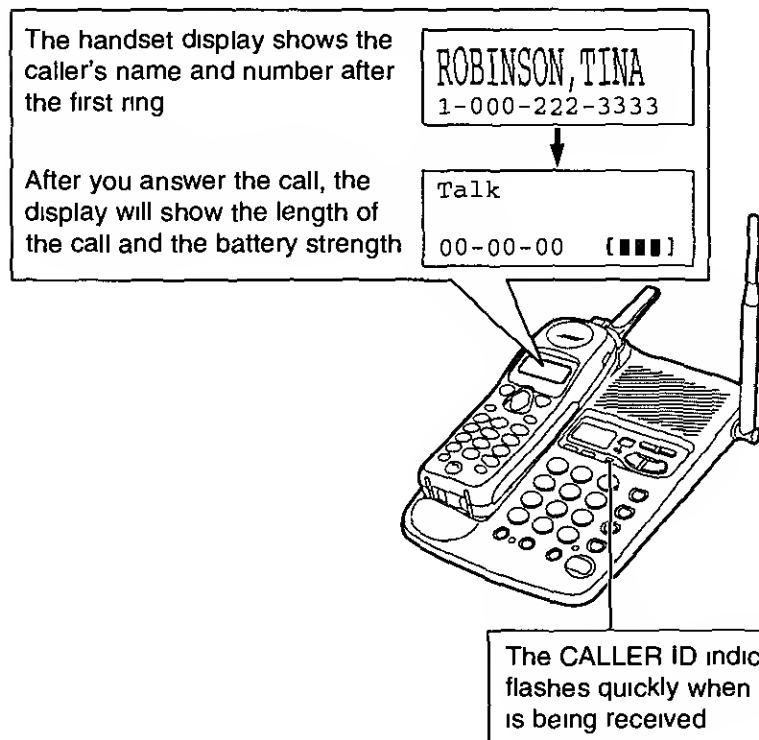 The handset display shows the
caller's name and number after
the first ring
ROBINSON,TINA
1-000-222-3333
After you answer the call, the
display will show the length of
the call and the battery strength
Talk
00-00-00 [▮▮▮]
The CALLER ID indic
flashes quickly when
is being received